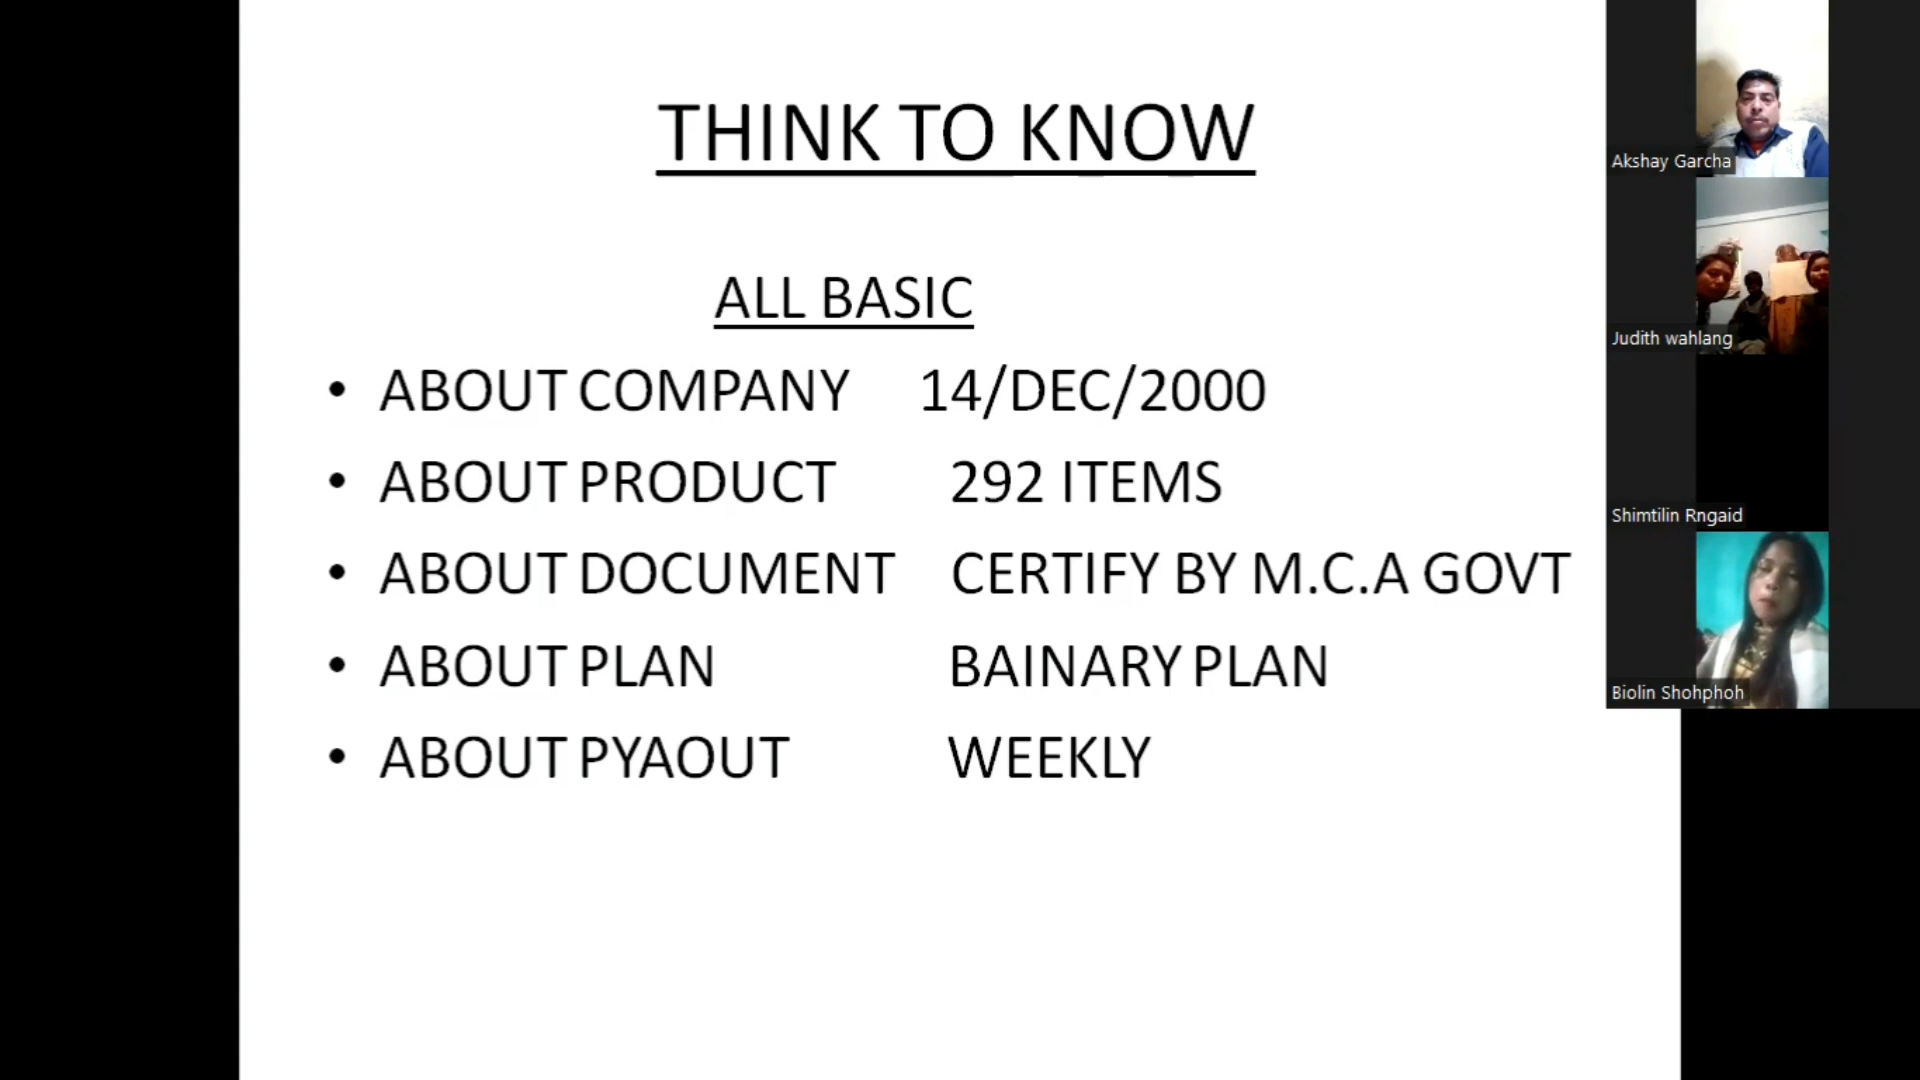 THINK TO KNOW
ALL BASIC
• ABOUT COMPANY 14/DEC/2000
• ABOUT PRODUCT 292 ITEMS
• ABOUT DOCUMENT CERTIFY BY M.C.A GOVT
• ABOUT PLAN BAINARY PLAN
• ABOUT PYAOUT WEEKLY
Akshay Garcha
Judith wahlang
Shimtilin Rngaid
Biolin Shohphoh